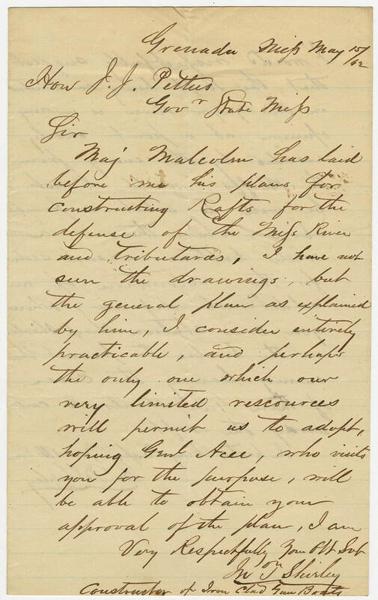 Grenada Miss May 15/62
Hon J. J. Pettus
Govr State Miss
Sir
Maj Malcolm has laid
before me his plans for
constructing Rafts for the
defense of the Miss River
and tributares, I have not
seen the drawings, but
the general plan as explained
by him, I consider entirely
practicable, and perhaps
the only one which our
very limited rescources
will permit us to adopt,
hoping Genl Acee, who visits
you for the purpose, will
be able to obtain your
approval of the plan, I am
Very Respectfully Your Obt Svt
Jno T Shirley
Constructor of Iron Clad Gun Boats